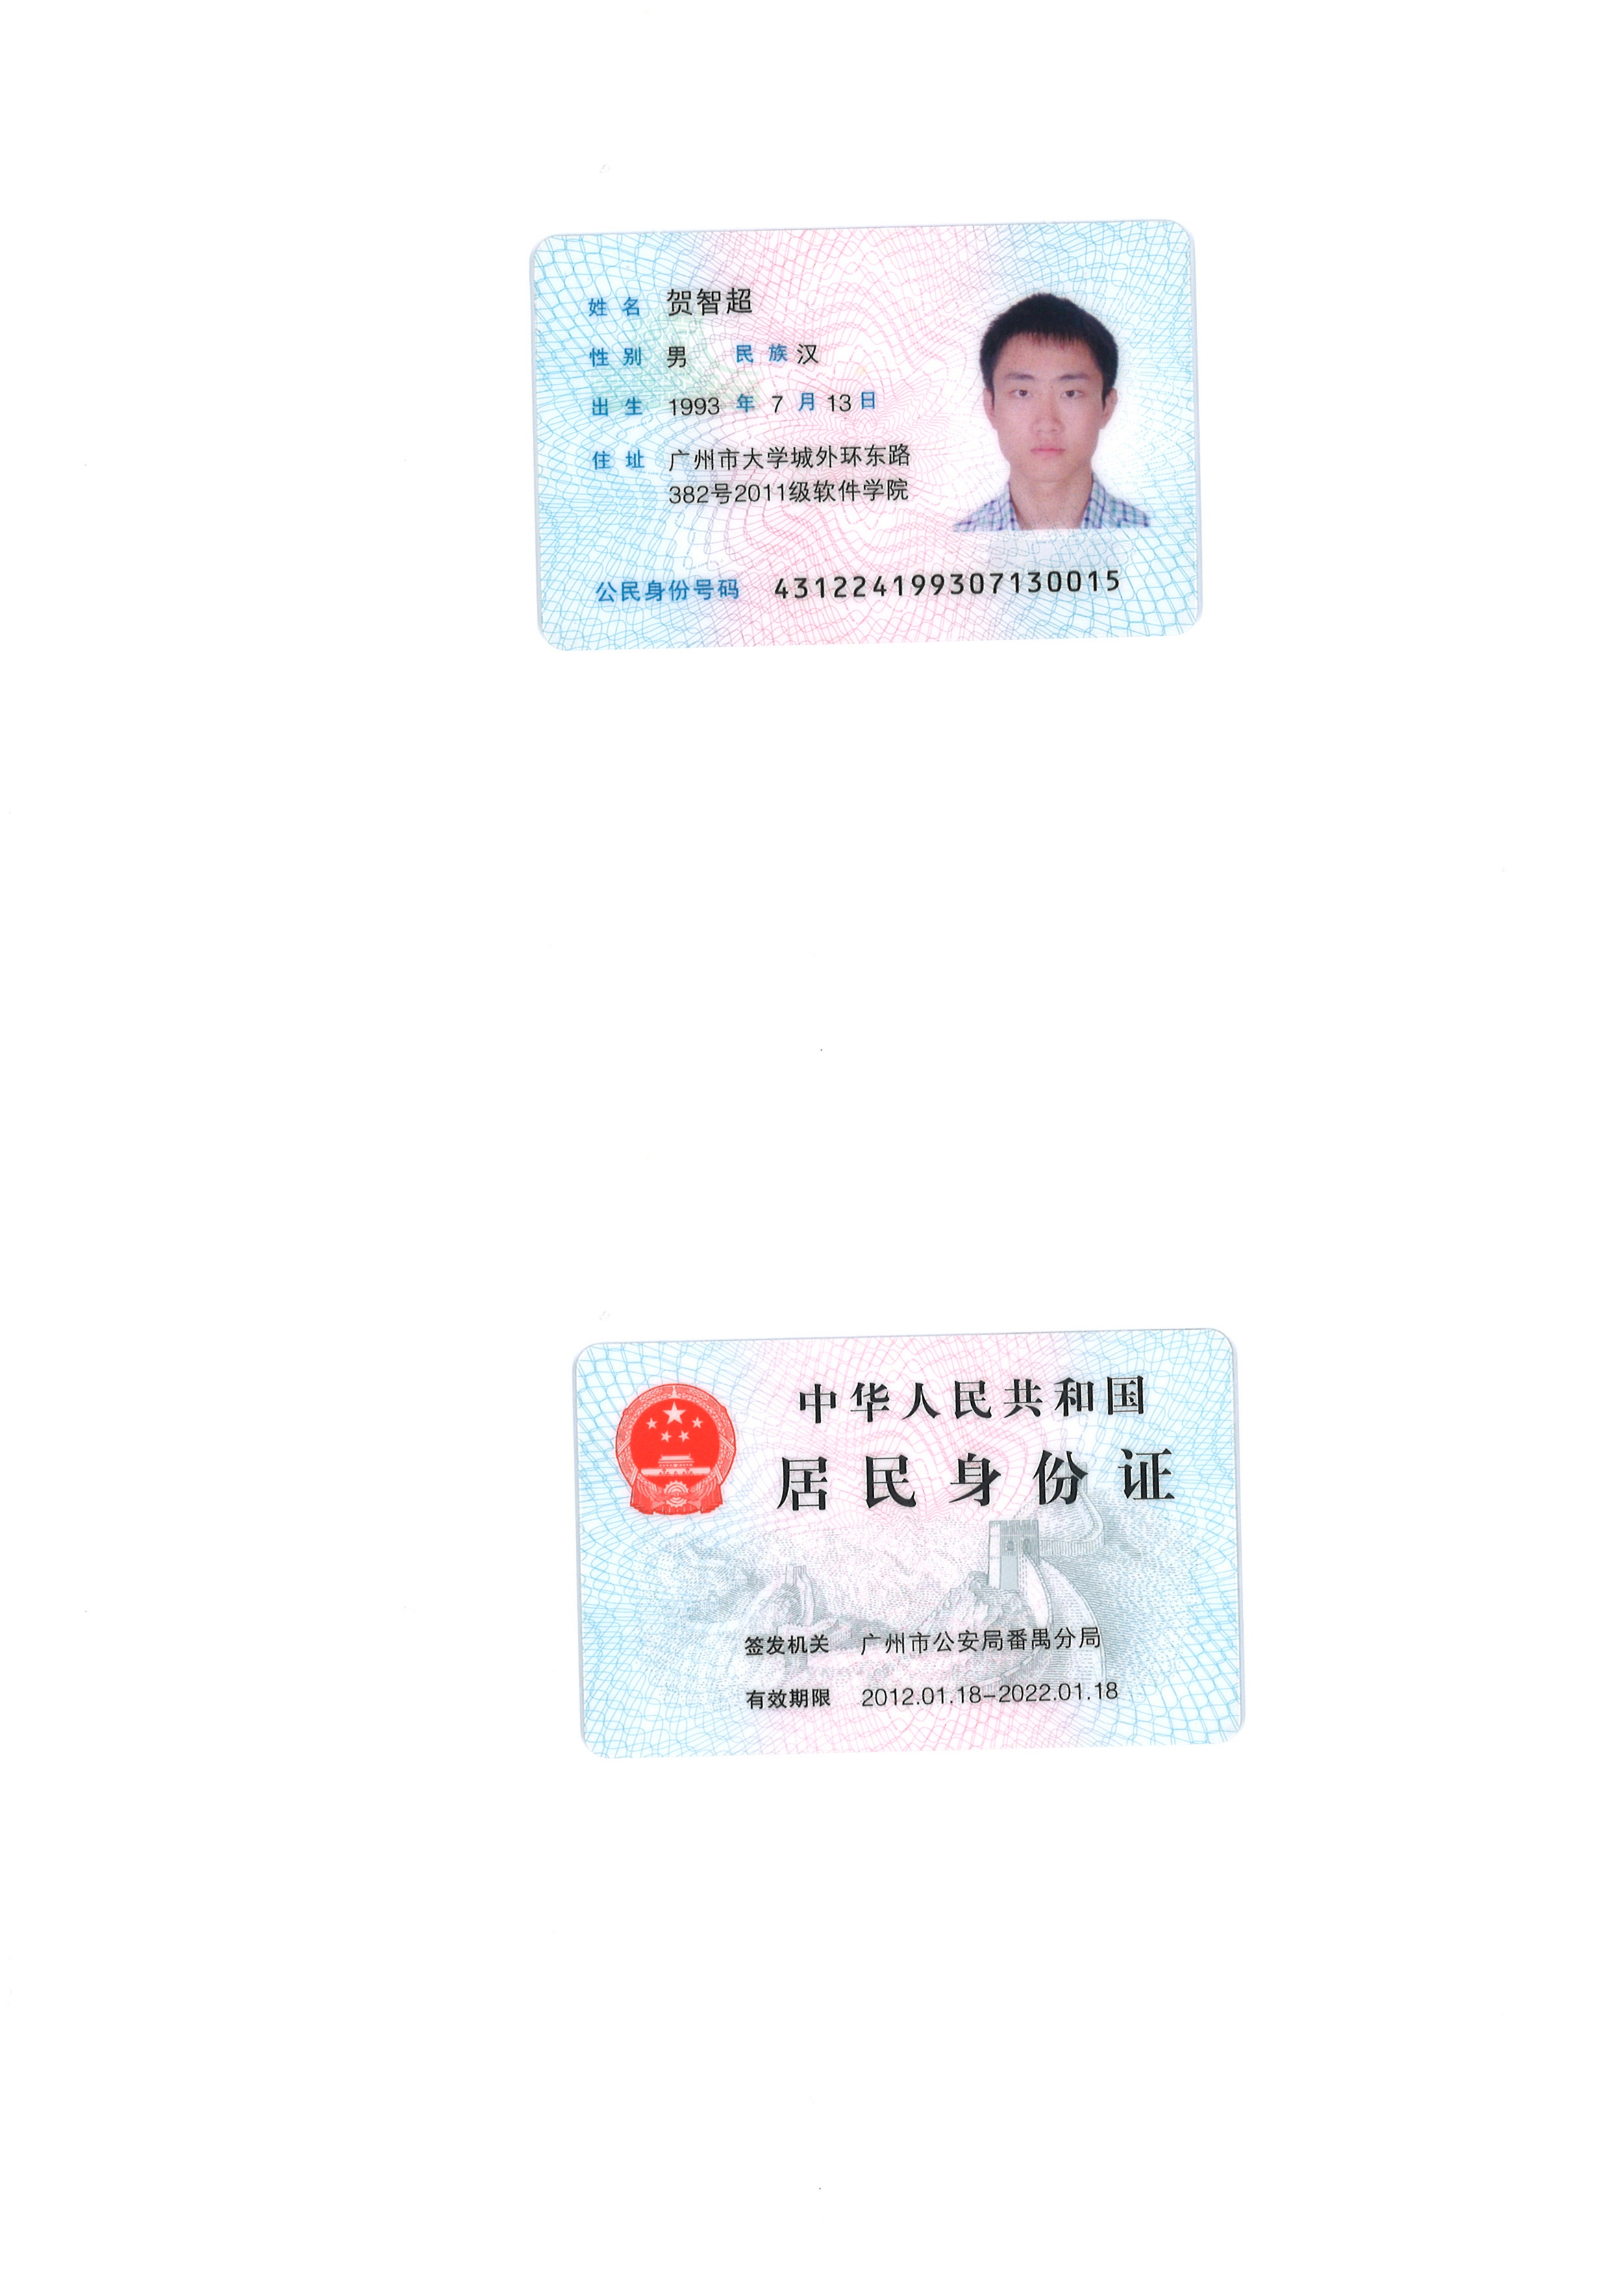 姓名 贺智超
性别 男 民族 汉
出生 1993 年 7 月 13 日
住址 广州市大学城外环东路
382号2011级软件学院
公民身份号码 431224199307130015
中华人民共和国
居民身份证
签发机关 广州市公安局番禺分局
有效期限 2012.01.18-2022.01.18